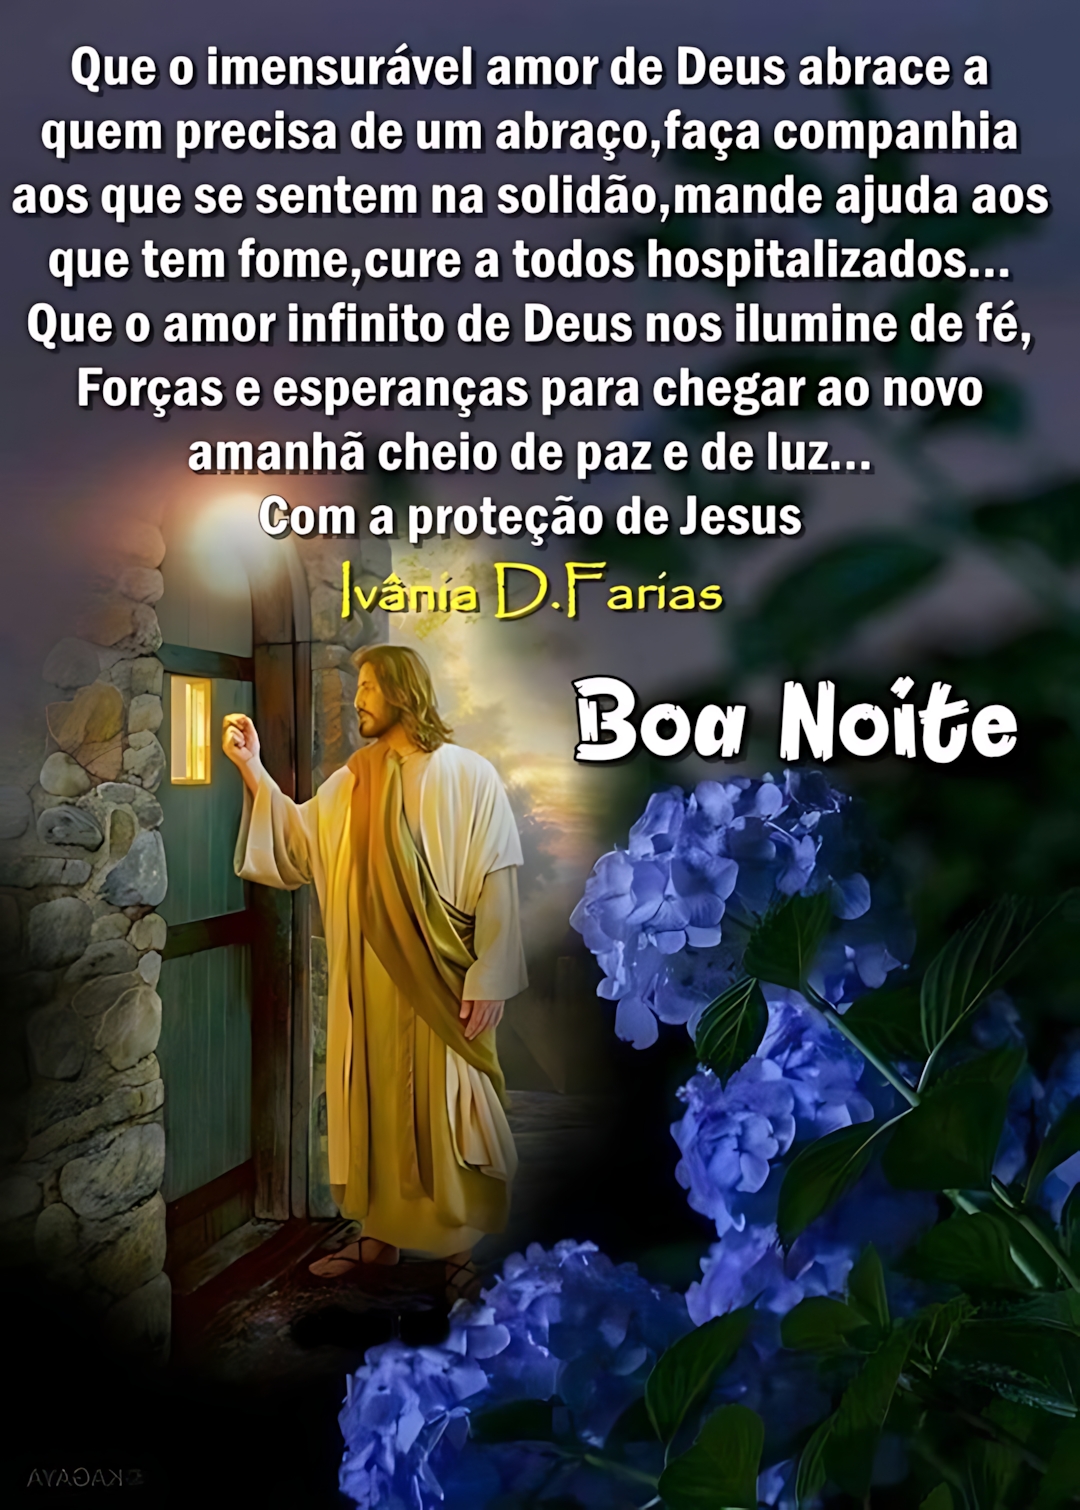 Que o imensurável amor de Deus abrace a
quem precisa de um abraço,faça companhia
aos que se sentem na solidão,mande ajuda aos
que tem fome,cure a todos hospitalizados...
Que o amor infinito de Deus nos ilumine de fé,
Forças e esperanças para chegar ao novo
amanhã cheio de paz e de luz...
Com a proteção de Jesus
Ivânia D.Farias
Boa Noite
© KAGAYA